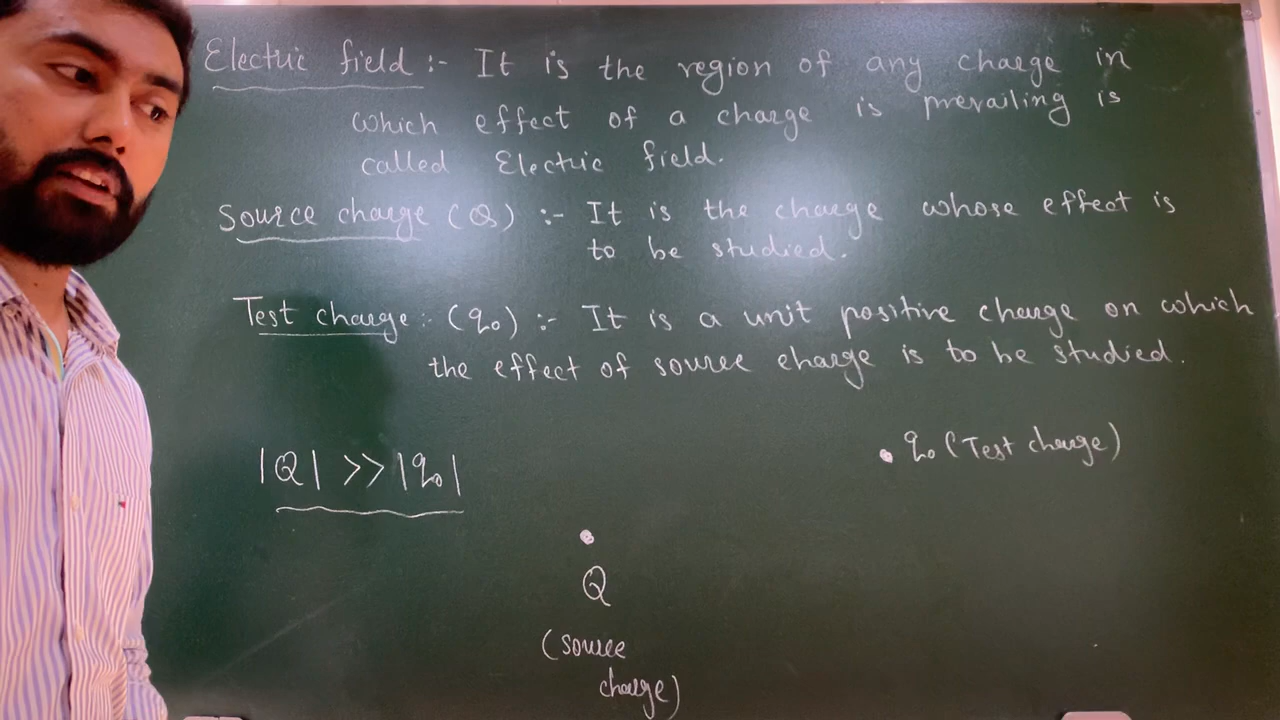 Electric field :- It is the region of any charge in
which effect of a charge is prevailing is
called Electric field.
Source charge (Q) :- It is the charge whose effect is
to be studied.
Test charge : (q₀) :- It is a unit positive charge on which
the effect of source charge is to be studied.
|Q| >> |q₀|
q₀ (Test charge)
Q
(source
charge)